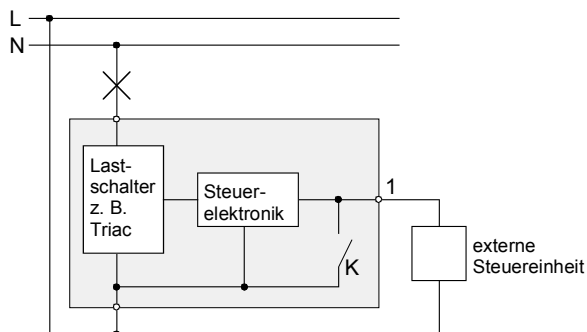 L
N
Last-
schalter
z. B.
Triac
Steuer-
elektronik
1
K
externe
Steuereinheit